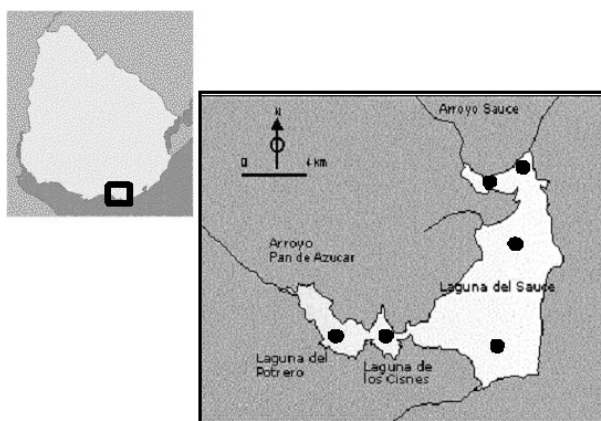 Arroyo Sauce
N
0 4 km
Arroyo
Pan de Azucar
Laguna del Sauce
Laguna del
Potrero
Laguna de
los Cisnes